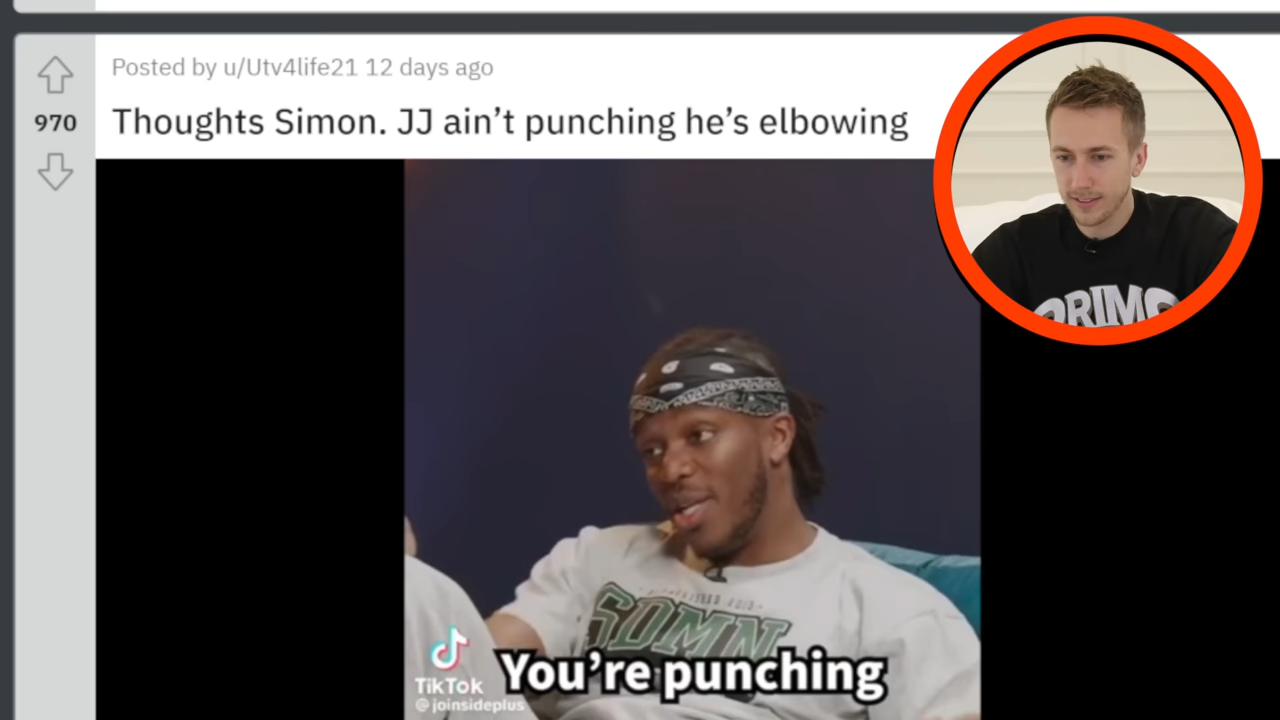 Posted by u/Utv4life21 12 days ago
970
Thoughts Simon. JJ ain’t punching he’s elbowing
SDMN
You’re punching
TikTok
@joinsideplus